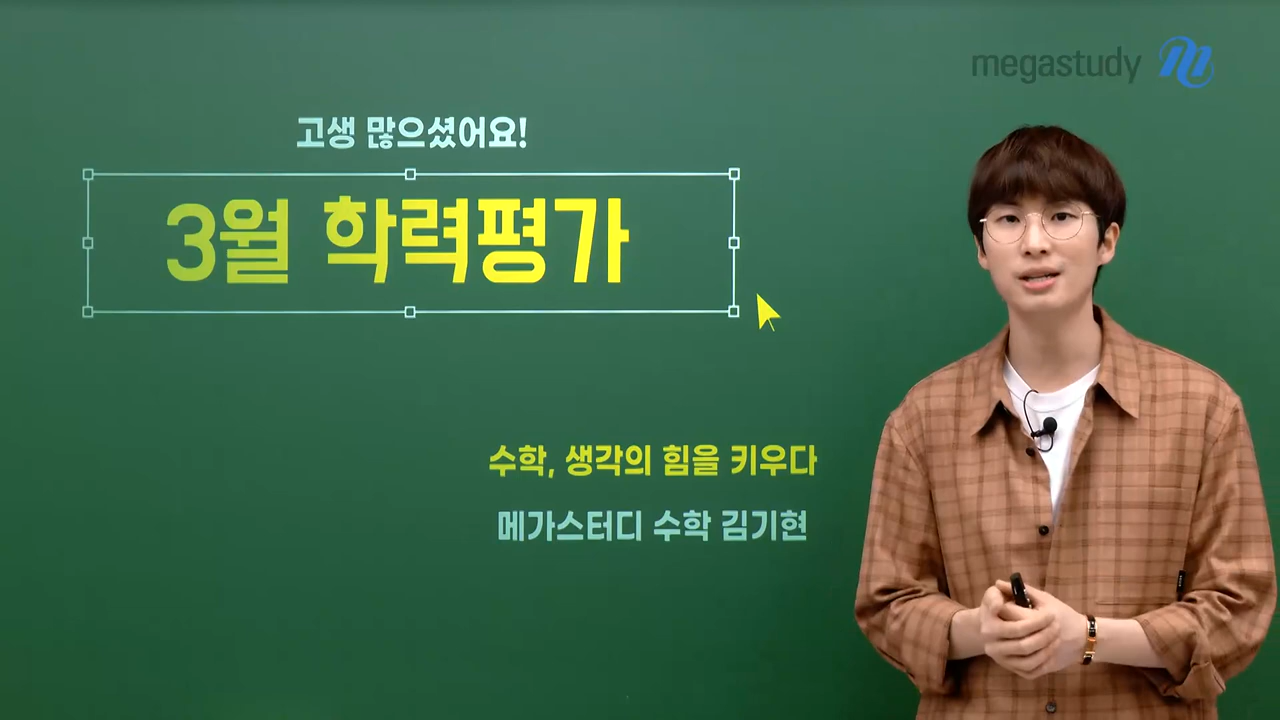 megastudy
고생 많으셨어요!
3월 학력평가
수학, 생각의 힘을 키우다
메가스터디 수학 김기현